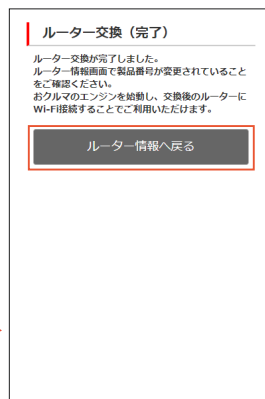 ルーター交換（完了）
ルーター交換が完了しました。
ルーター情報画面で製品番号が変更されていること
をご確認ください。
おクルマのエンジンを始動し、交換後のルーターに
Wi-Fi接続することでご利用いただけます。
ルーター情報へ戻る